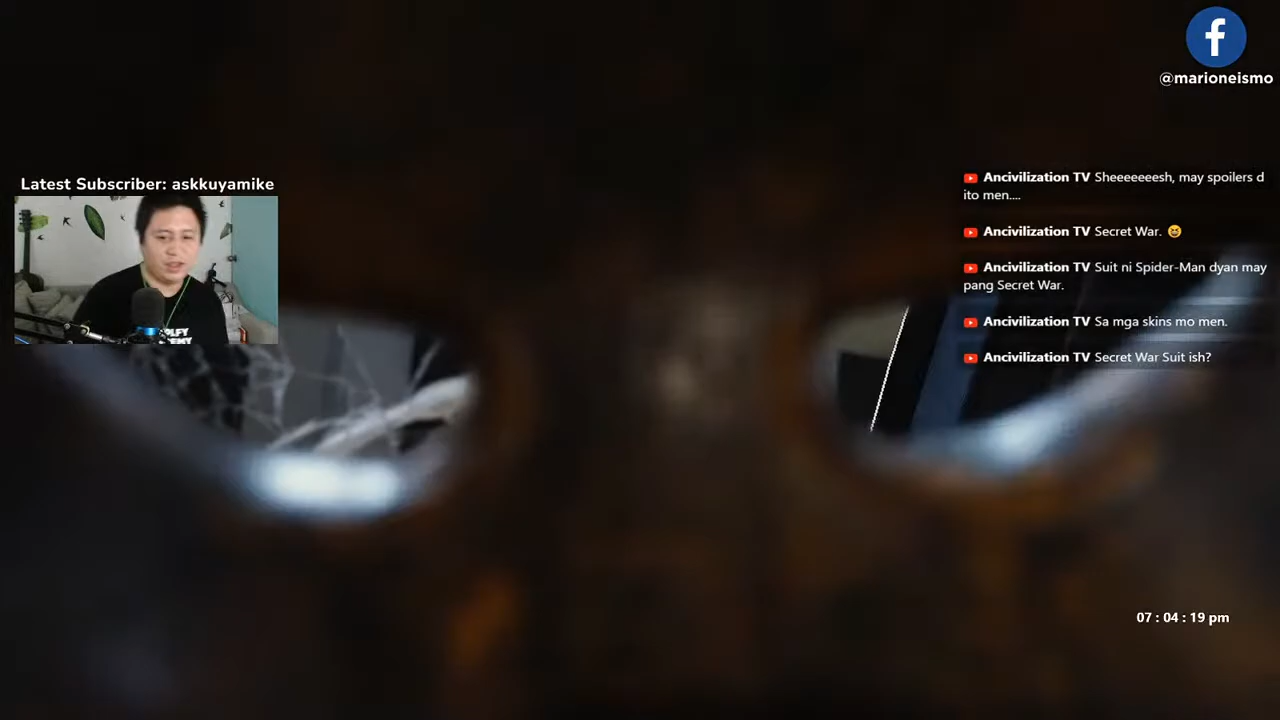 @marioneismo
Latest Subscriber: askkuyamike
Ancivilization TV Sheeeeeeesh, may spoilers d
ito men....
Ancivilization TV Secret War. 😆
Ancivilization TV Suit ni Spider-Man dyan may
pang Secret War.
Ancivilization TV Sa mga skins mo men.
Ancivilization TV Secret War Suit ish?
07 : 04 : 19 pm